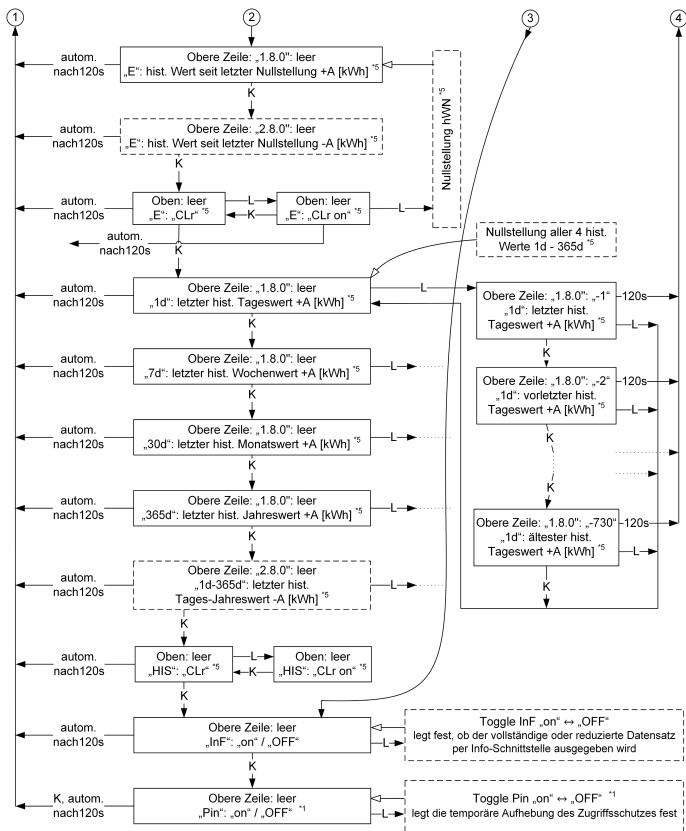 1
2
3
4
autom.
nach120s
Obere Zeile: „1.8.0": leer
„E“: hist. Wert seit letzter Nullstellung +A [kWh] *5
K
autom.
nach120s
Obere Zeile: „2.8.0": leer
„E“: hist. Wert seit letzter Nullstellung -A [kWh] *5
Nullstellung hWN *5
K
autom.
nach120s
Oben: leer
„E“: „CLr“ *5
L
K
Oben: leer
„E“: „CLr on“ *5
L
autom.
nach120s
K
Nullstellung aller 4 hist.
Werte 1d - 365d *5
autom.
nach120s
Obere Zeile: „1.8.0": leer
„1d“: letzter hist. Tageswert +A [kWh] *5
L
Obere Zeile: „1.8.0": „-1“
„1d“: letzter hist.
Tageswert +A [kWh] *5
120s
L
K
K
autom.
nach120s
Obere Zeile: „1.8.0": leer
„7d“: letzter hist. Wochenwert +A [kWh] *5
L
Obere Zeile: „1.8.0": „-2“
„1d“: vorletzter hist.
Tageswert +A [kWh] *5
120s
L
K
K
autom.
nach120s
Obere Zeile: „1.8.0": leer
„30d“: letzter hist. Monatswert +A [kWh] *5
L
K
K
autom.
nach120s
Obere Zeile: „1.8.0": leer
„365d“: letzter hist. Jahreswert +A [kWh] *5
L
Obere Zeile: „1.8.0": „-730“
„1d“: ältester hist.
Tageswert +A [kWh] *5
120s
L
K
K
autom.
nach120s
Obere Zeile: „2.8.0": leer
„1d-365d“: letzter hist.
Tages-Jahreswert -A [kWh] *5
L
K
autom.
nach120s
Oben: leer
„HIS“: „CLr“ *5
L
K
Oben: leer
„HIS“: „CLr on“ *5
K
autom.
nach120s
Obere Zeile: leer
„InF“: „on“ / „OFF“
L
Toggle InF „on“ ↔ „OFF“
legt fest, ob der vollständige oder reduzierte Datensatz
per Info-Schnittstelle ausgegeben wird
K
K, autom.
nach120s
Obere Zeile: leer
„Pin“: „on“ / „OFF“ *1
L
Toggle Pin „on“ ↔ „OFF“ *1
legt die temporäre Aufhebung des Zugriffsschutzes fest